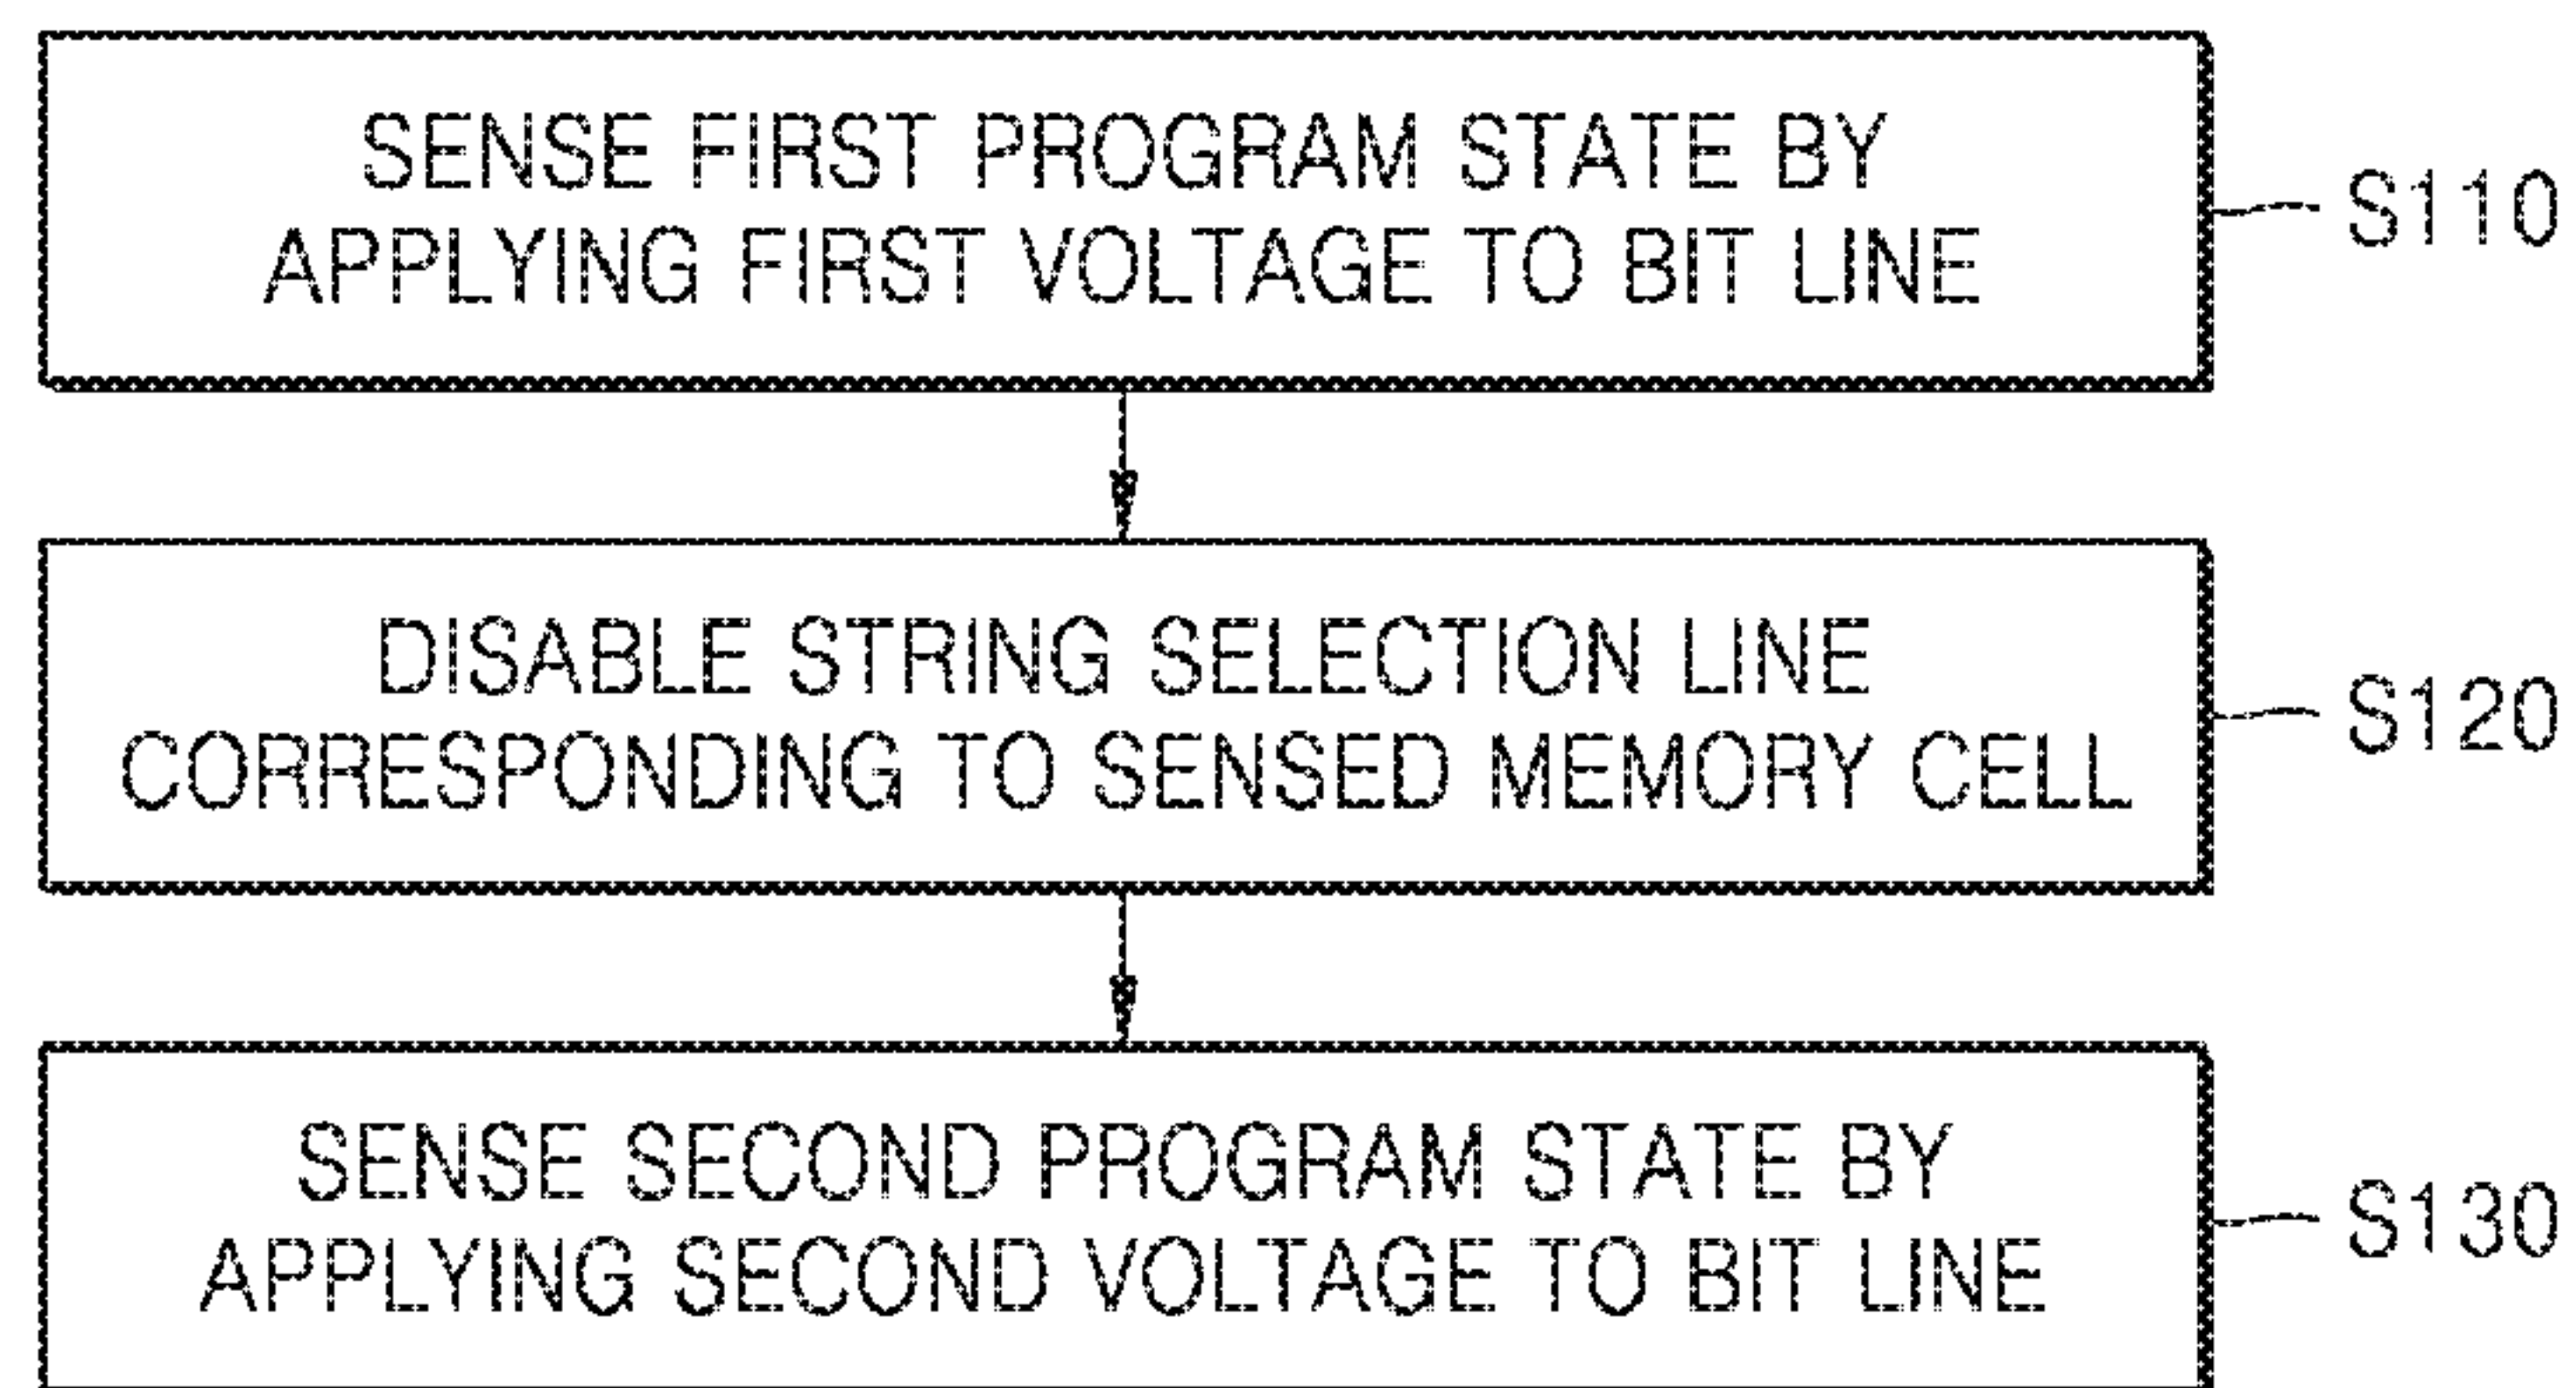 SENSE FIRST PROGRAM STATE BY
APPLYING FIRST VOLTAGE TO BIT LINE
S110
DISABLE STRING SELECTION LINE
CORRESPONDING TO SENSED MEMORY CELL
S120
SENSE SECOND PROGRAM STATE BY
APPLYING SECOND VOLTAGE TO BIT LINE
S130